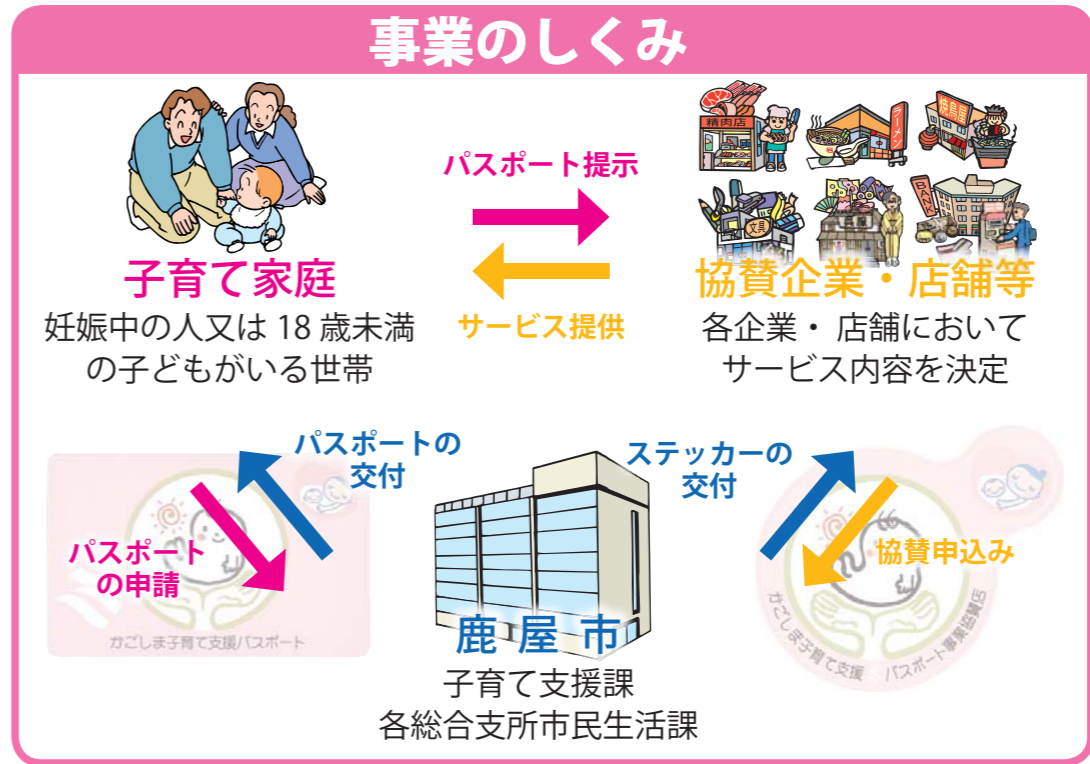 事業のしくみ
精肉店
ラーメン
焼鳥屋
文具
BANK
パスポート提示
サービス提供
子育て家庭
妊娠中の人又は 18 歳未満
の子どもがいる世帯
協賛企業・店舗等
各企業・ 店舗において
サービス内容を決定
パスポートの
交付
パスポート
の申請
かごしま子育て支援パスポート
ステッカーの
交付
協賛申込み
かごしま子育て支援 パスポート事業協賛店
鹿屋市
子育て支援課
各総合支所市民生活課